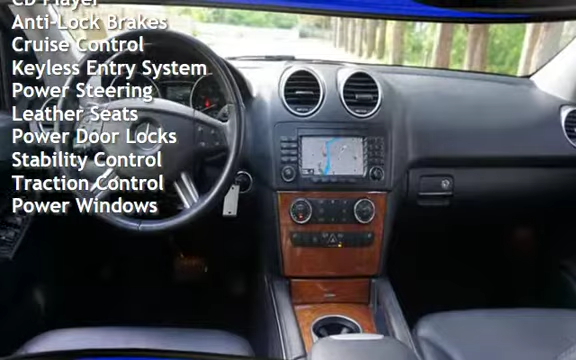 CD Player
Anti-Lock Brakes
Cruise Control
Keyless Entry System
Power Steering
Leather Seats
Power Door Locks
Stability Control
Traction Control
Power Windows